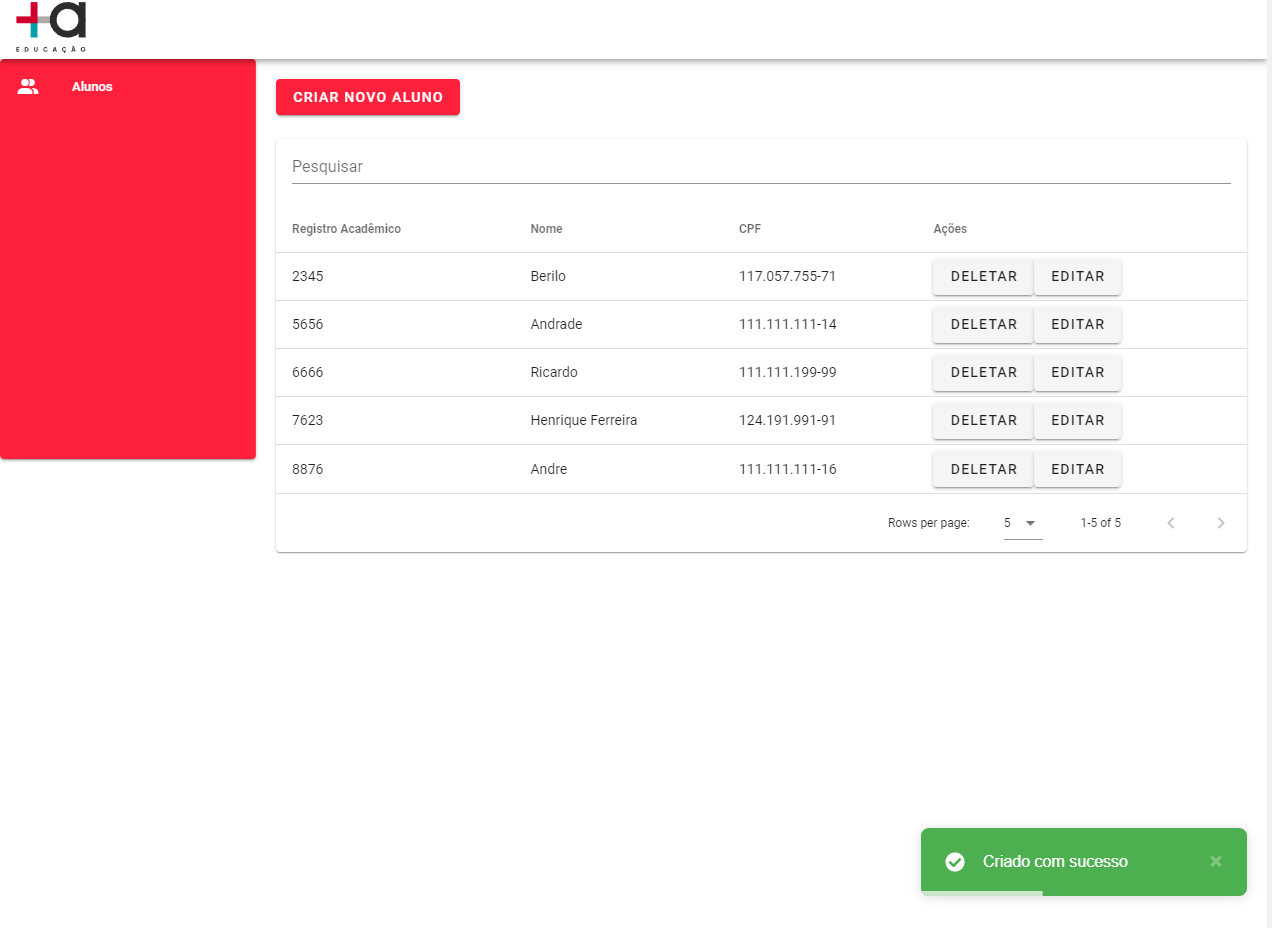 +a
EDUCAÇÃO
Alunos
CRIAR NOVO ALUNO
Pesquisar
Registro Acadêmico Nome CPF Ações
2345 Berilo 117.057.755-71 DELETAR EDITAR
5656 Andrade 111.111.111-14 DELETAR EDITAR
6666 Ricardo 111.111.199-99 DELETAR EDITAR
7623 Henrique Ferreira 124.191.991-91 DELETAR EDITAR
8876 Andre 111.111.111-16 DELETAR EDITAR
Rows per page: 5 1-5 of 5
Criado com sucesso